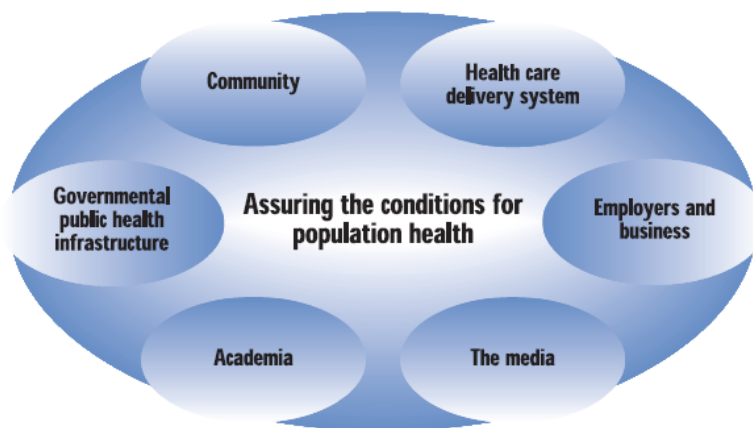 Community
Health care
delivery system
Governmental
public health
infrastructure
Assuring the conditions for
population health
Employers and
business
Academia
The media